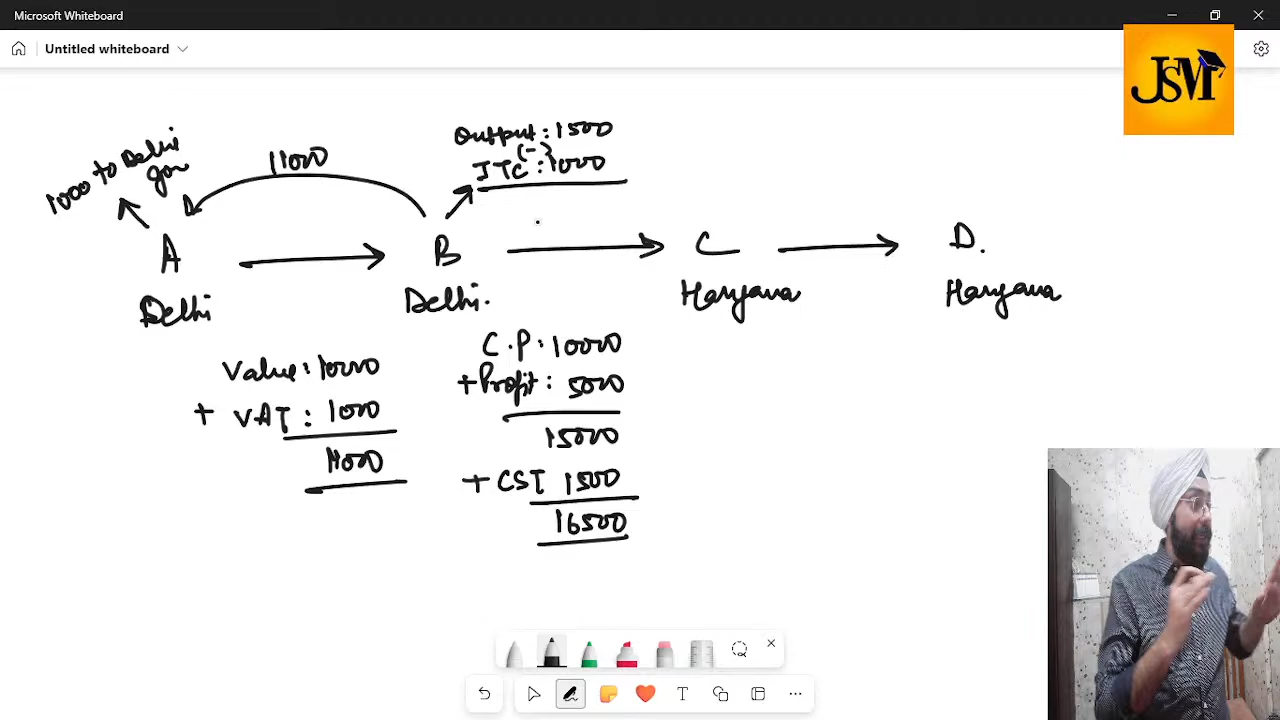 Microsoft Whiteboard
Untitled whiteboard
JSM
1000 to Delhi
gov
11000
Output: 1500
(-)
ITC: 1000
A
B
C
D.
Delhi
Delhi.
Haryana
Haryana
Value: 10000
+ VAT: 1000
11000
C.P: 10000
+Profit: 5000
15000
+ CST 1500
16500
T